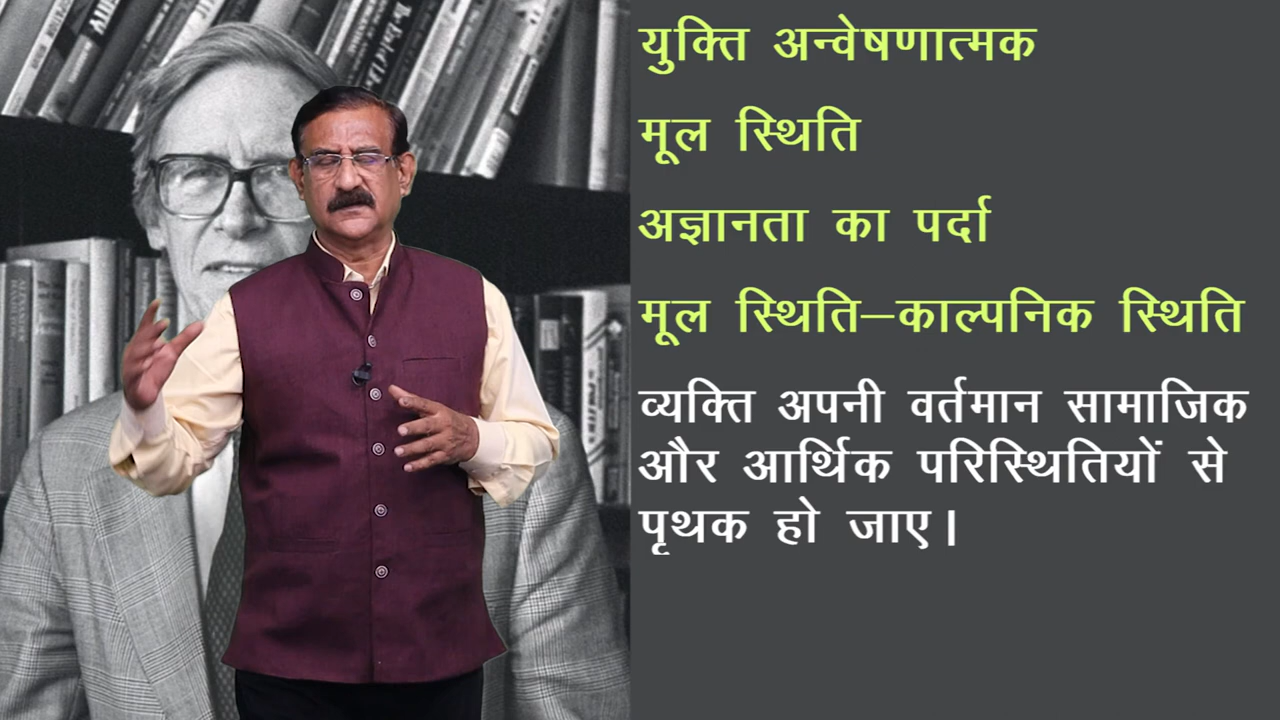 युक्ति अन्वेषणात्मक
मूल स्थिति
अज्ञानता का पर्दा
मूल स्थिति–काल्पनिक स्थिति
व्यक्ति अपनी वर्तमान सामाजिक
और आर्थिक परिस्थितियों से
पृथक हो जाए।